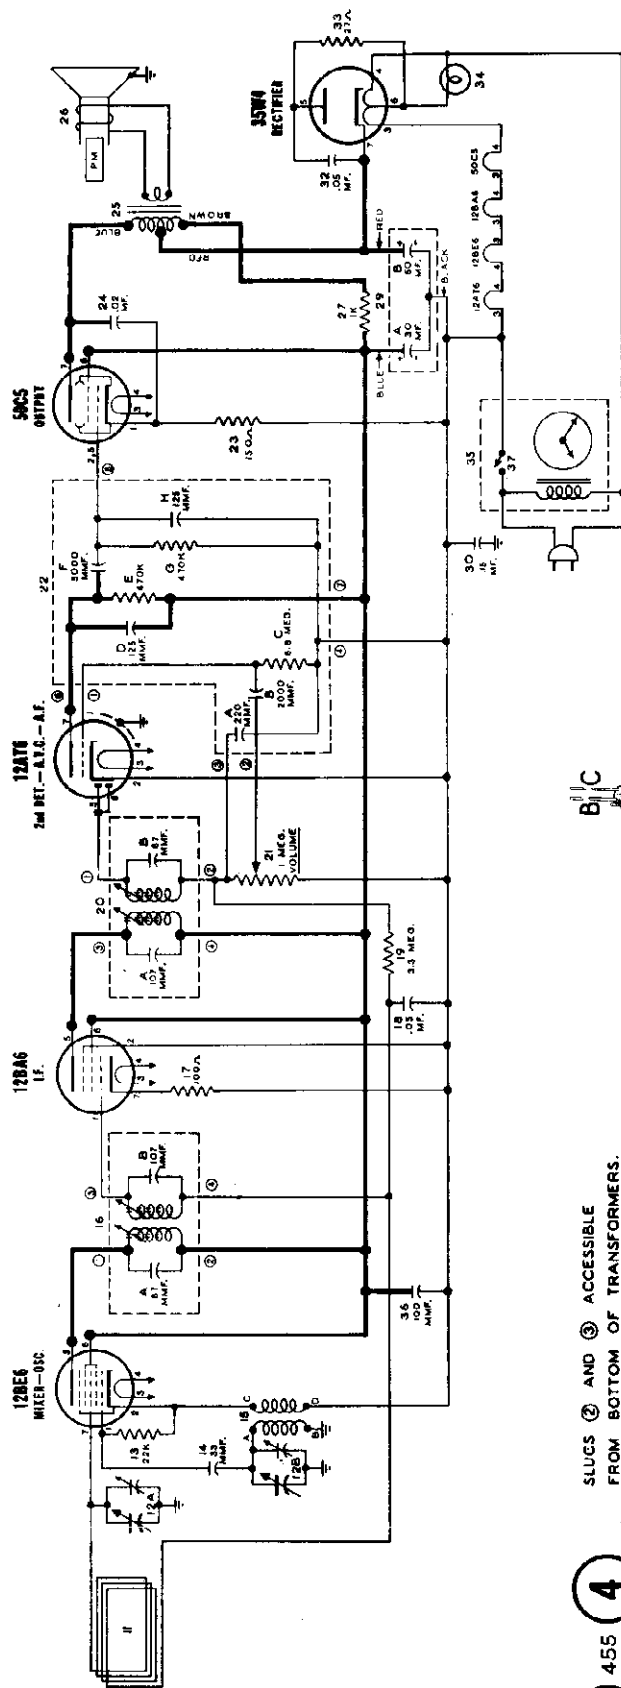 12BE6
MIXER-OSC.
12BA6
I.F.
12AT6
2nd DET.-A.V.C.-A.F.
50C5
OUTPUT
35W4
RECTIFIER
11
12A
13
22K
14
33
MMF.
12B
15
A
B
C
D
16
A
67
MMF.
B
107
MMF.
17
100Ω
18
.05
MF.
19
3.3 MEG.
20
A
107
MMF.
B
67
MMF.
21
1 MEG.
VOLUME
22
A
220
MMF.
B
2000
MMF.
C
6.8 MEG.
D
125
MMF.
E
470K
F
5000
MMF.
G
470K
H
125
MMF.
23
150Ω
24
.02
MF.
25
BLUE
RED
BROWN
26
PM
27
1K
29
A
30
MF.
B
60
MF.
BLUE
RED
BLACK
30
.15
MF.
32
.05
MF.
33
27Ω
34
35
37
36
100
MMF.
12AT6
12BE6
12BA6
50C5
SLUGS ② AND ③ ACCESSIBLE
FROM BOTTOM OF TRANSFORMERS.
455
4
B
C